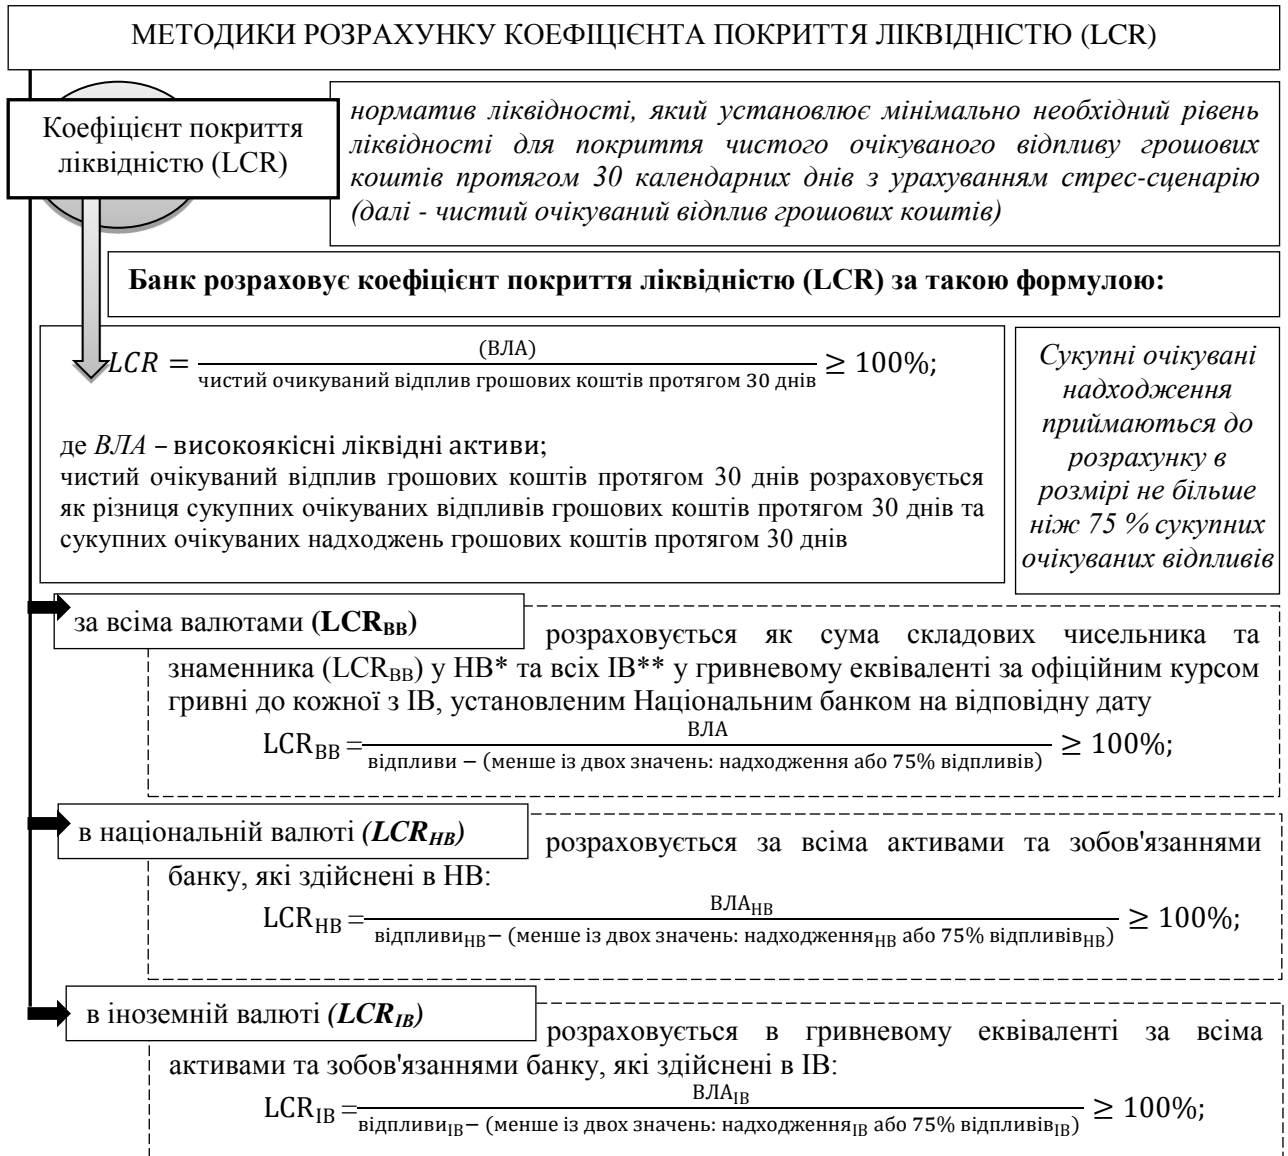 МЕТОДИКИ РОЗРАХУНКУ КОЕФІЦІЄНТА ПОКРИТТЯ ЛІКВІДНІСТЮ (LCR)
Коефіцієнт покриття
ліквідністю (LCR)
норматив ліквідності, який установлює мінімально необхідний рівень
ліквідності для покриття чистого очікуваного відпливу грошових
коштів протягом 30 календарних днів з урахуванням стрес-сценарію
(далі - чистий очікуваний відплив грошових коштів)
Банк розраховує коефіцієнт покриття ліквідністю (LCR) за такою формулою:
LCR = (ВЛА) / чистий очикуваний відплив грошових коштів протягом 30 днів ≥ 100%;
де ВЛА – високоякісні ліквідні активи;
чистий очікуваний відплив грошових коштів протягом 30 днів розраховується
як різниця сукупних очікуваних відпливів грошових коштів протягом 30 днів та
сукупних очікуваних надходжень грошових коштів протягом 30 днів
Сукупні очікувані
надходження
приймаються до
розрахунку в
розмірі не більше
ніж 75 % сукупних
очікуваних відпливів
за всіма валютами (LCRВВ)
розраховується як сума складових чисельника та
знаменника (LCRВВ) у НВ* та всіх ІВ** у гривневому еквіваленті за офіційним курсом
гривні до кожної з ІВ, установленим Національним банком на відповідну дату
LCRВВ = ВЛА / відпливи − (менше із двох значень: надходження або 75% відпливів) ≥ 100%;
в національній валюті (LCRНВ)
розраховується за всіма активами та зобов'язаннями
банку, які здійснені в НВ:
LCRНВ = ВЛАНВ / відпливиНВ − (менше із двох значень: надходженняНВ або 75% відпливівНВ) ≥ 100%;
в іноземній валюті (LCRІВ)
розраховується в гривневому еквіваленті за всіма
активами та зобов'язаннями банку, які здійснені в ІВ:
LCRІВ = ВЛАІВ / відпливиІВ − (менше із двох значень: надходженняІВ або 75% відпливівІВ) ≥ 100%;